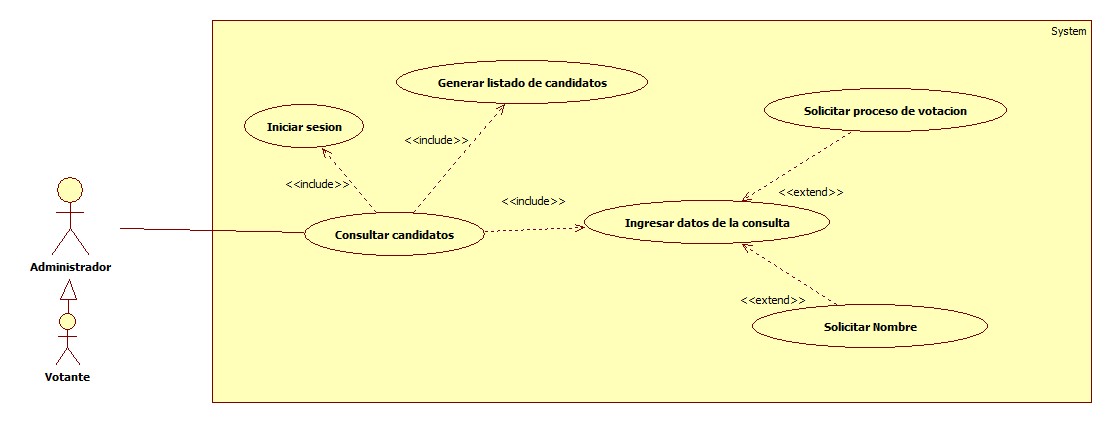 System
Generar listado de candidatos
Solicitar proceso de votacion
Iniciar sesion
<<include>>
<<include>>
<<extend>>
<<include>>
Ingresar datos de la consulta
Consultar candidatos
Administrador
<<extend>>
Solicitar Nombre
Votante